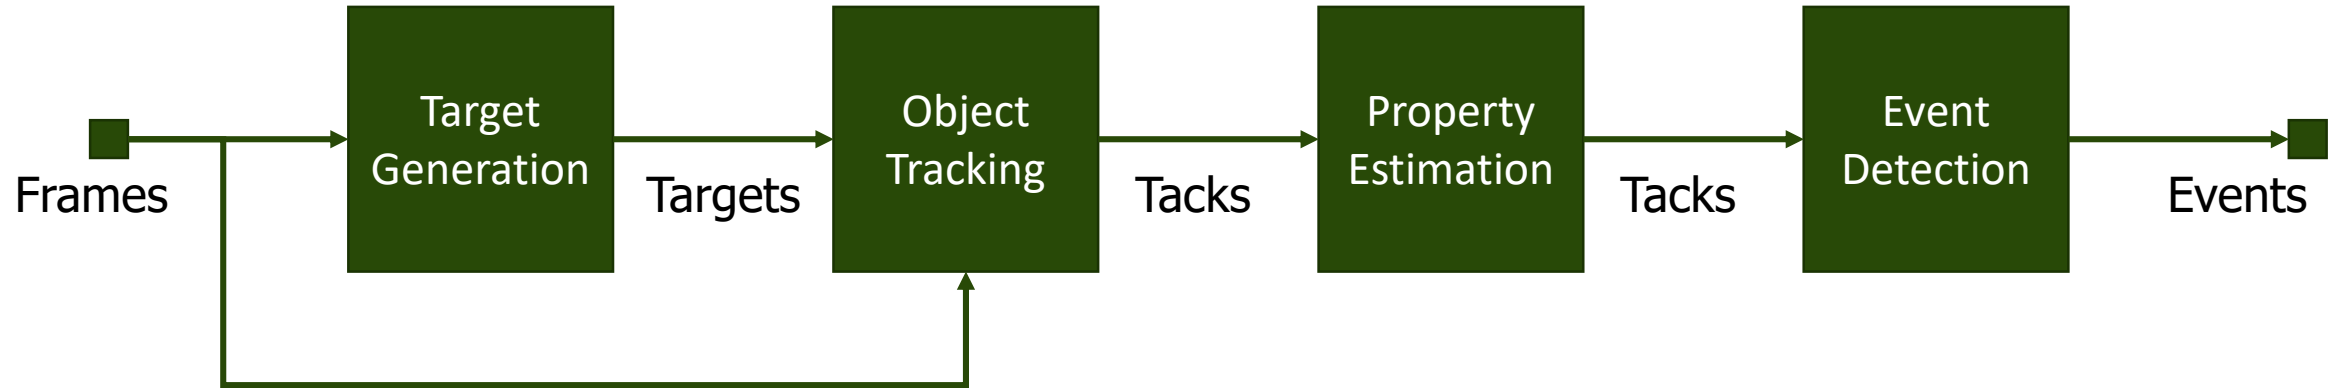 Target
Generation
Object
Tracking
Property
Estimation
Event
Detection
Frames
Targets
Tacks
Tacks
Events